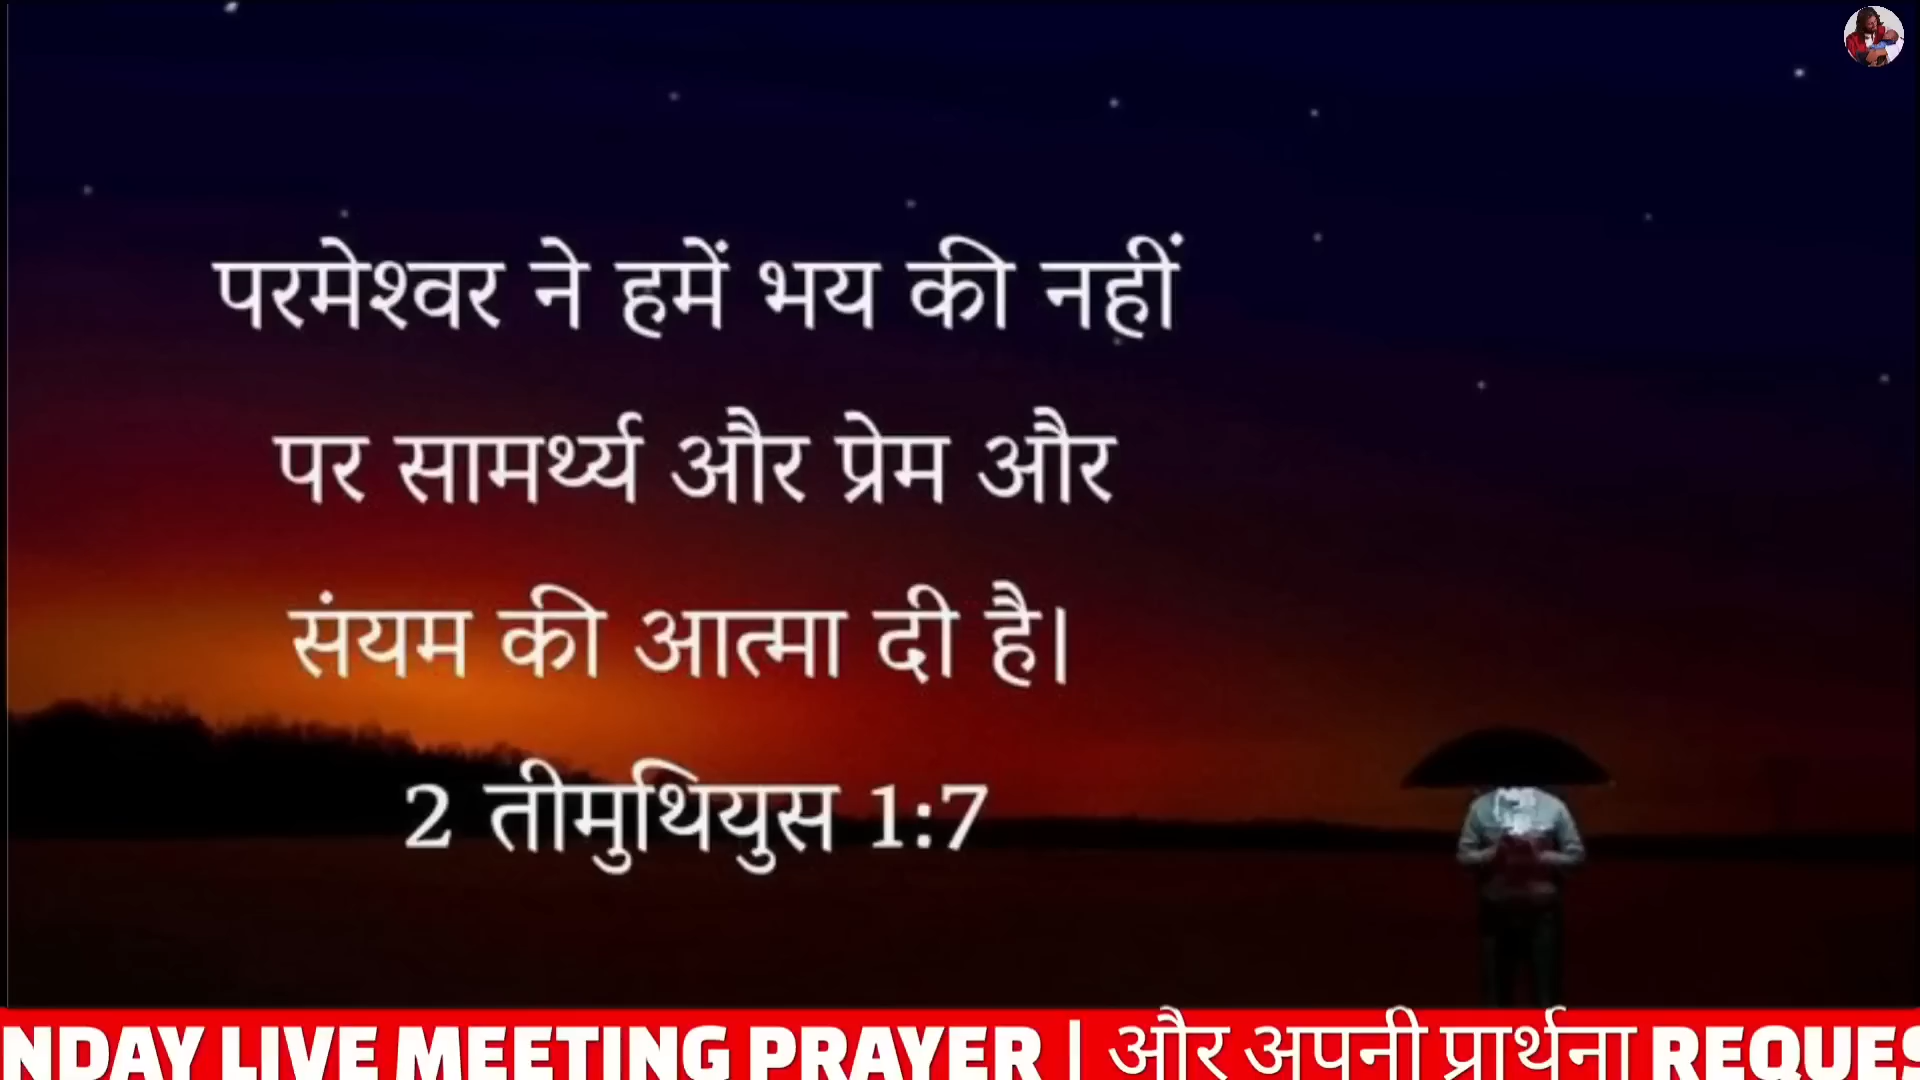 परमेश्वर ने हमें भय की नहीं
पर सामर्थ्य और प्रेम और
संयम की आत्मा दी है।
2 तीमुथियुस 1:7
NDAY LIVE MEETING PRAYER | और अपनी प्रार्थना REQUES